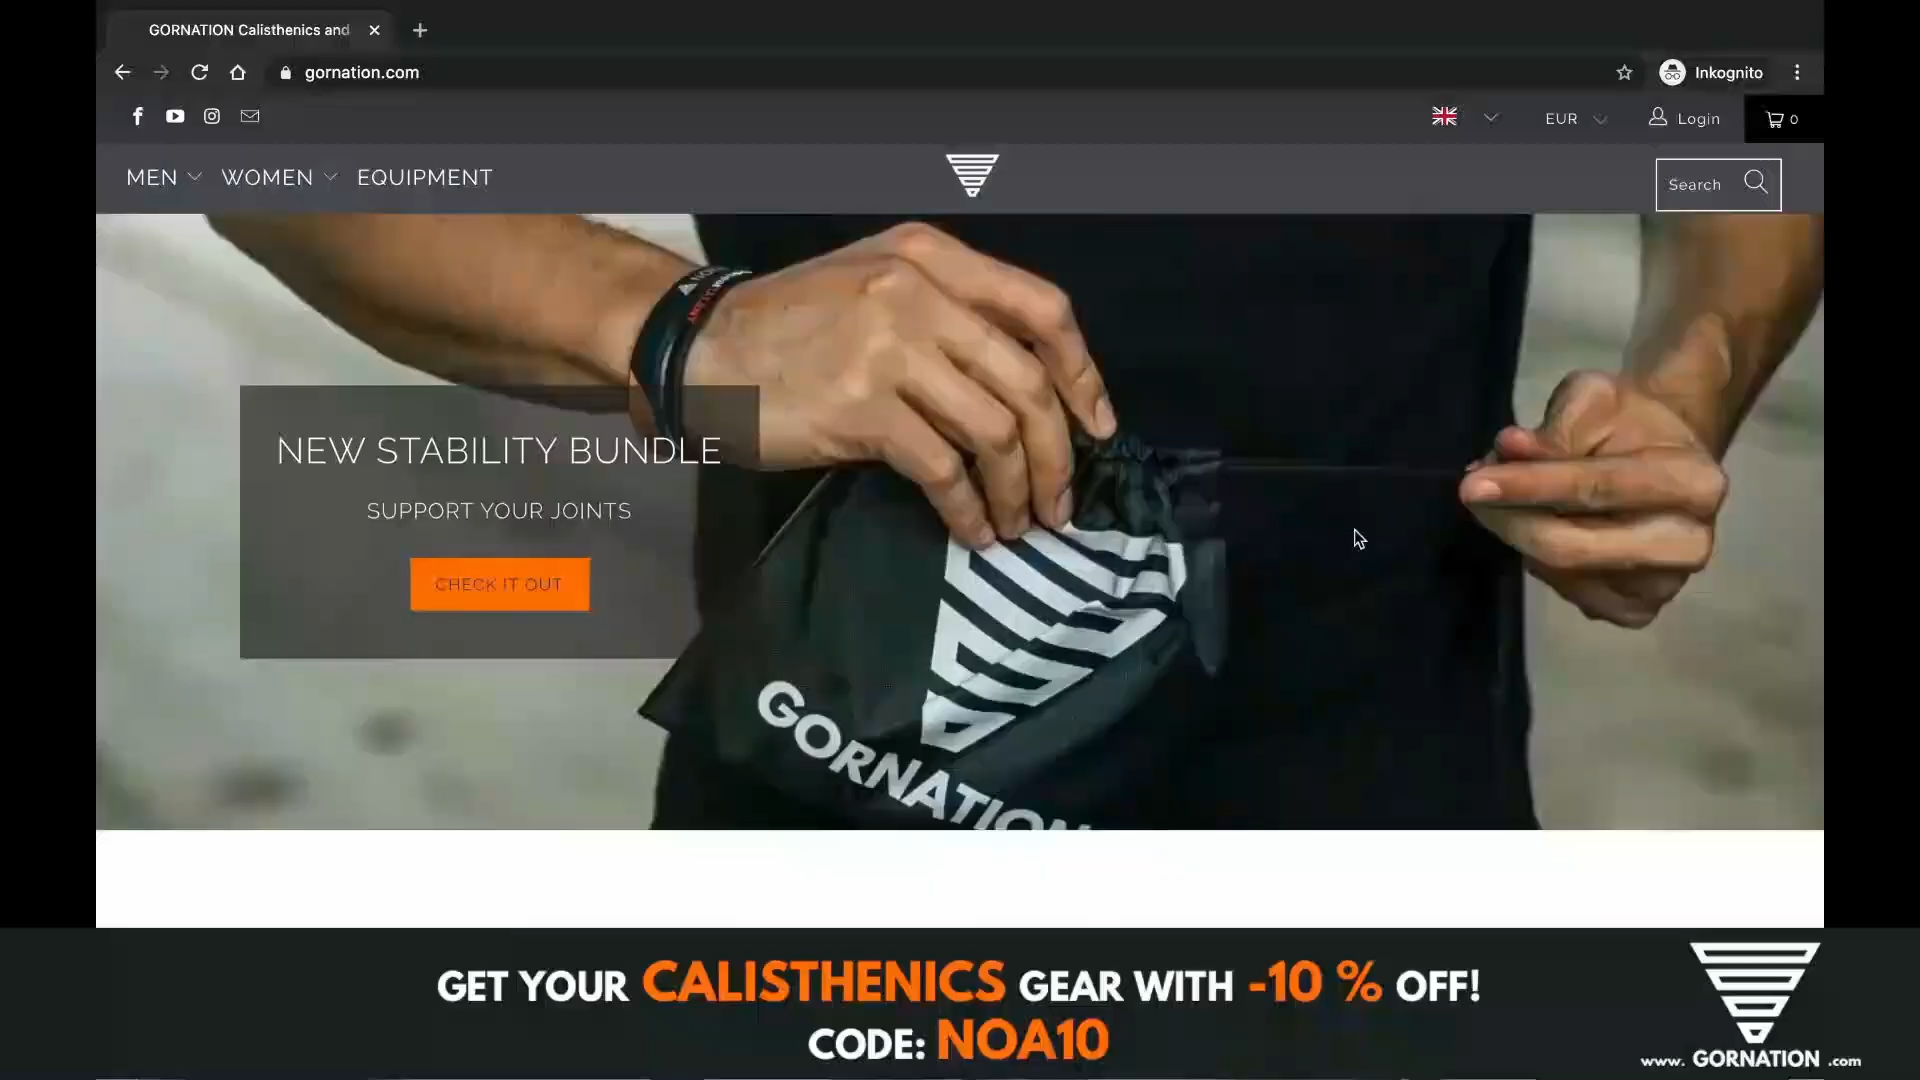 GORNATION Calisthenics and
gornation.com
Inkognito
EUR
Login
0
MEN
WOMEN
EQUIPMENT
Search
NEW STABILITY BUNDLE
SUPPORT YOUR JOINTS
CHECK IT OUT
GORNATION
GET YOUR CALISTHENICS GEAR WITH -10 % OFF!
CODE: NOA10
www. GORNATION .com